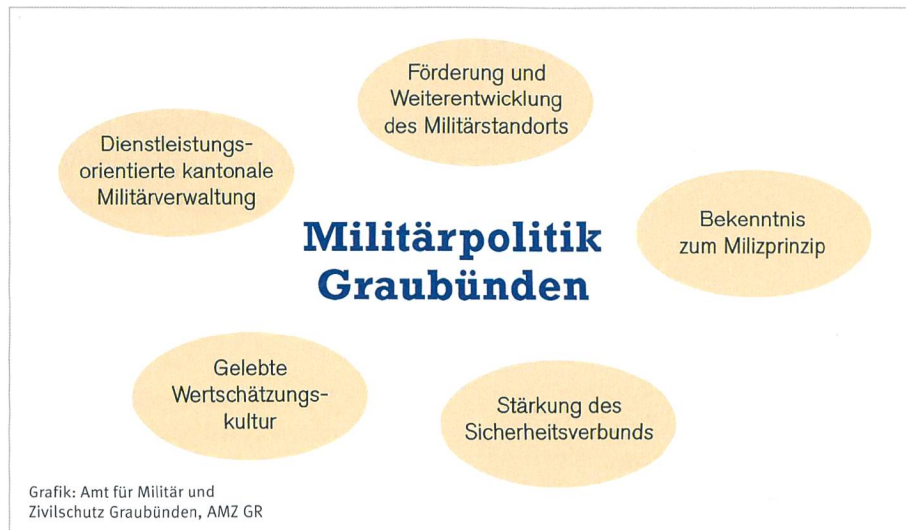 Förderung und
Weiterentwicklung
des Militärstandorts
Dienstleistungs-
orientierte kantonale
Militärverwaltung
Militärpolitik
Graubünden
Bekenntnis
zum Milizprinzip
Gelebte
Wertschätzungs-
kultur
Stärkung des
Sicherheitsverbunds
Grafik: Amt für Militär und
Zivilschutz Graubünden, AMZ GR